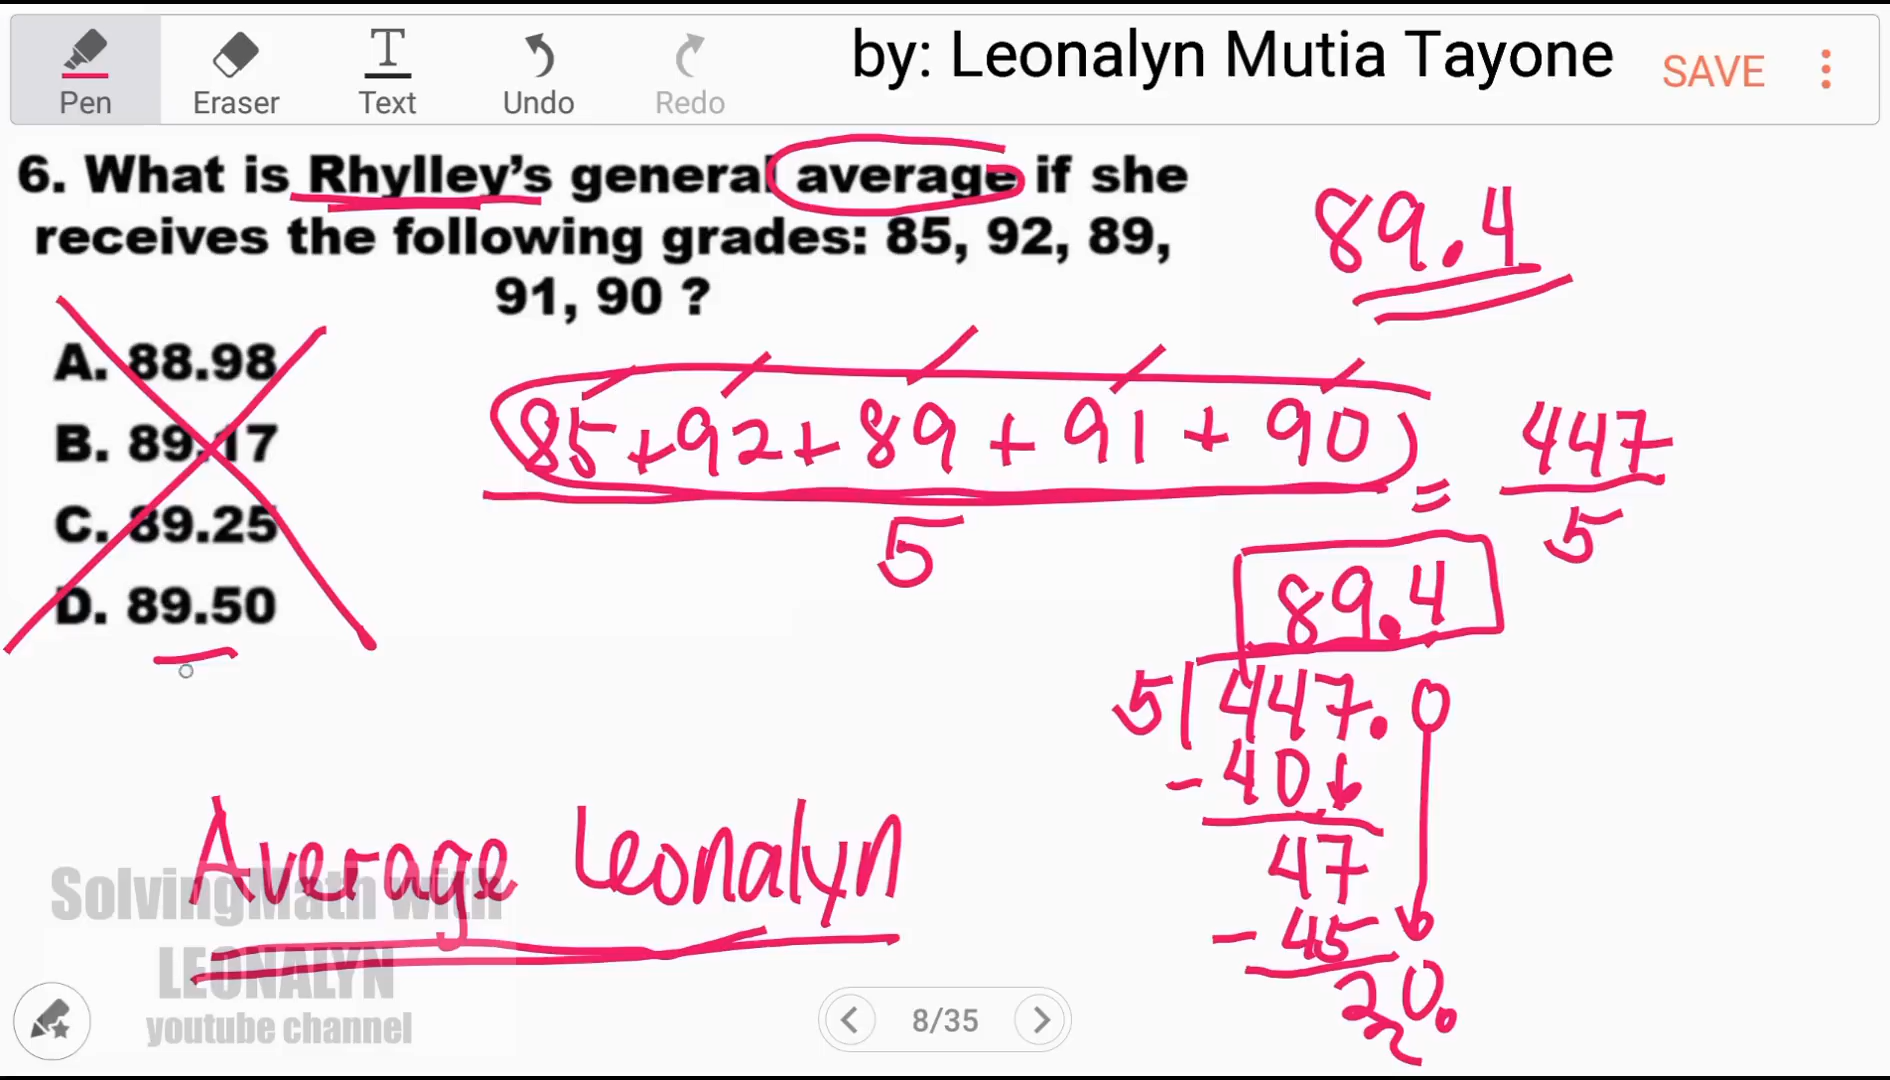 by: Leonalyn Mutia Tayone
SAVE
Pen
Eraser
Text
Undo
Redo
6. What is Rhylley's general average if she
receives the following grades: 85, 92, 89,
91, 90 ?
89.4
A. 88.98
B. 89.17
C. 89.25
D. 89.50
85+92+89+91+90) = 447
5
5
89.4
5 447.0
- 40
47
- 45
20.
Average Leonalyn
SolvingMath with
LEONALYN
youtube channel
8/35